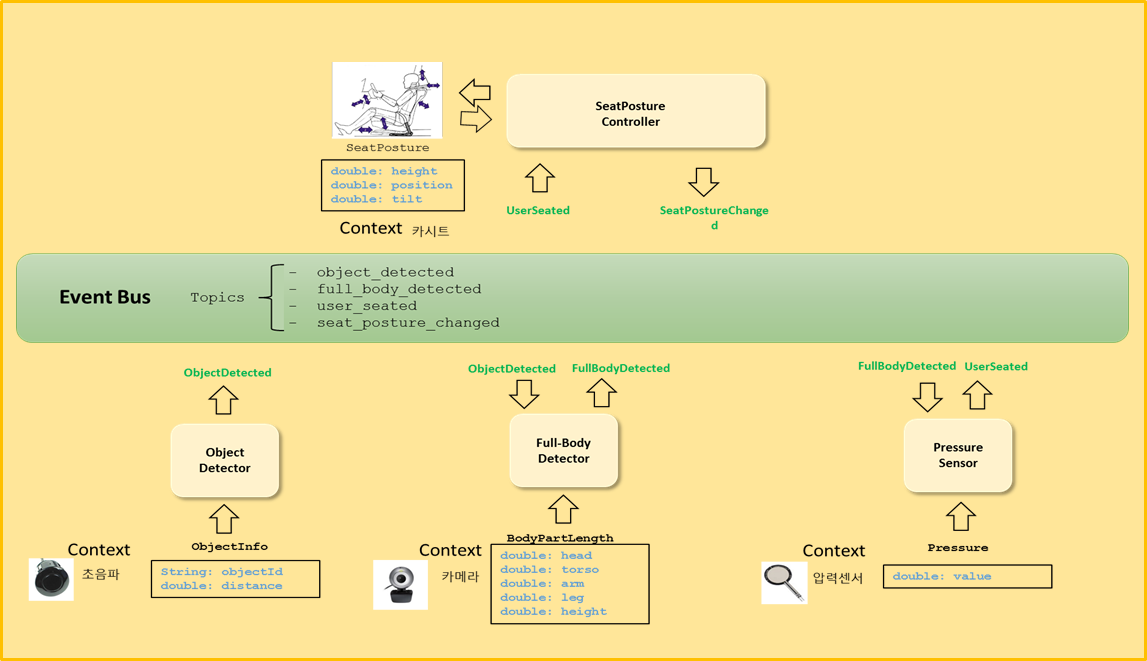 SeatPosture
Controller
SeatPosture
double: height
double: position
double: tilt
Context 카시트
UserSeated
SeatPostureChange
d
Event Bus
Topics
- object_detected
- full_body_detected
- user_seated
- seat_posture_changed
ObjectDetected
ObjectDetected
FullBodyDetected
FullBodyDetected
UserSeated
Object
Detector
Full-Body
Detector
Pressure
Sensor
Context
초음파
ObjectInfo
String: objectId
double: distance
Context
카메라
BodyPartLength
double: head
double: torso
double: arm
double: leg
double: height
Context
압력센서
Pressure
double: value